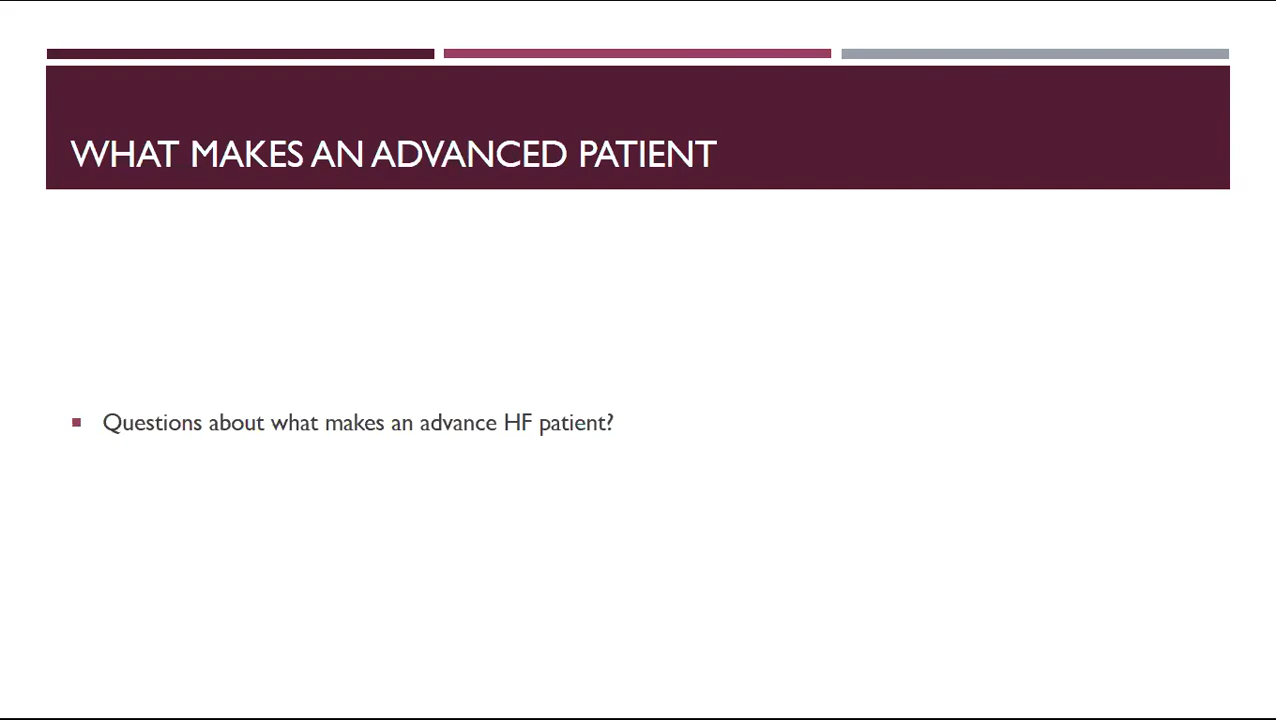 WHAT MAKES AN ADVANCED PATIENT
Questions about what makes an advance HF patient?